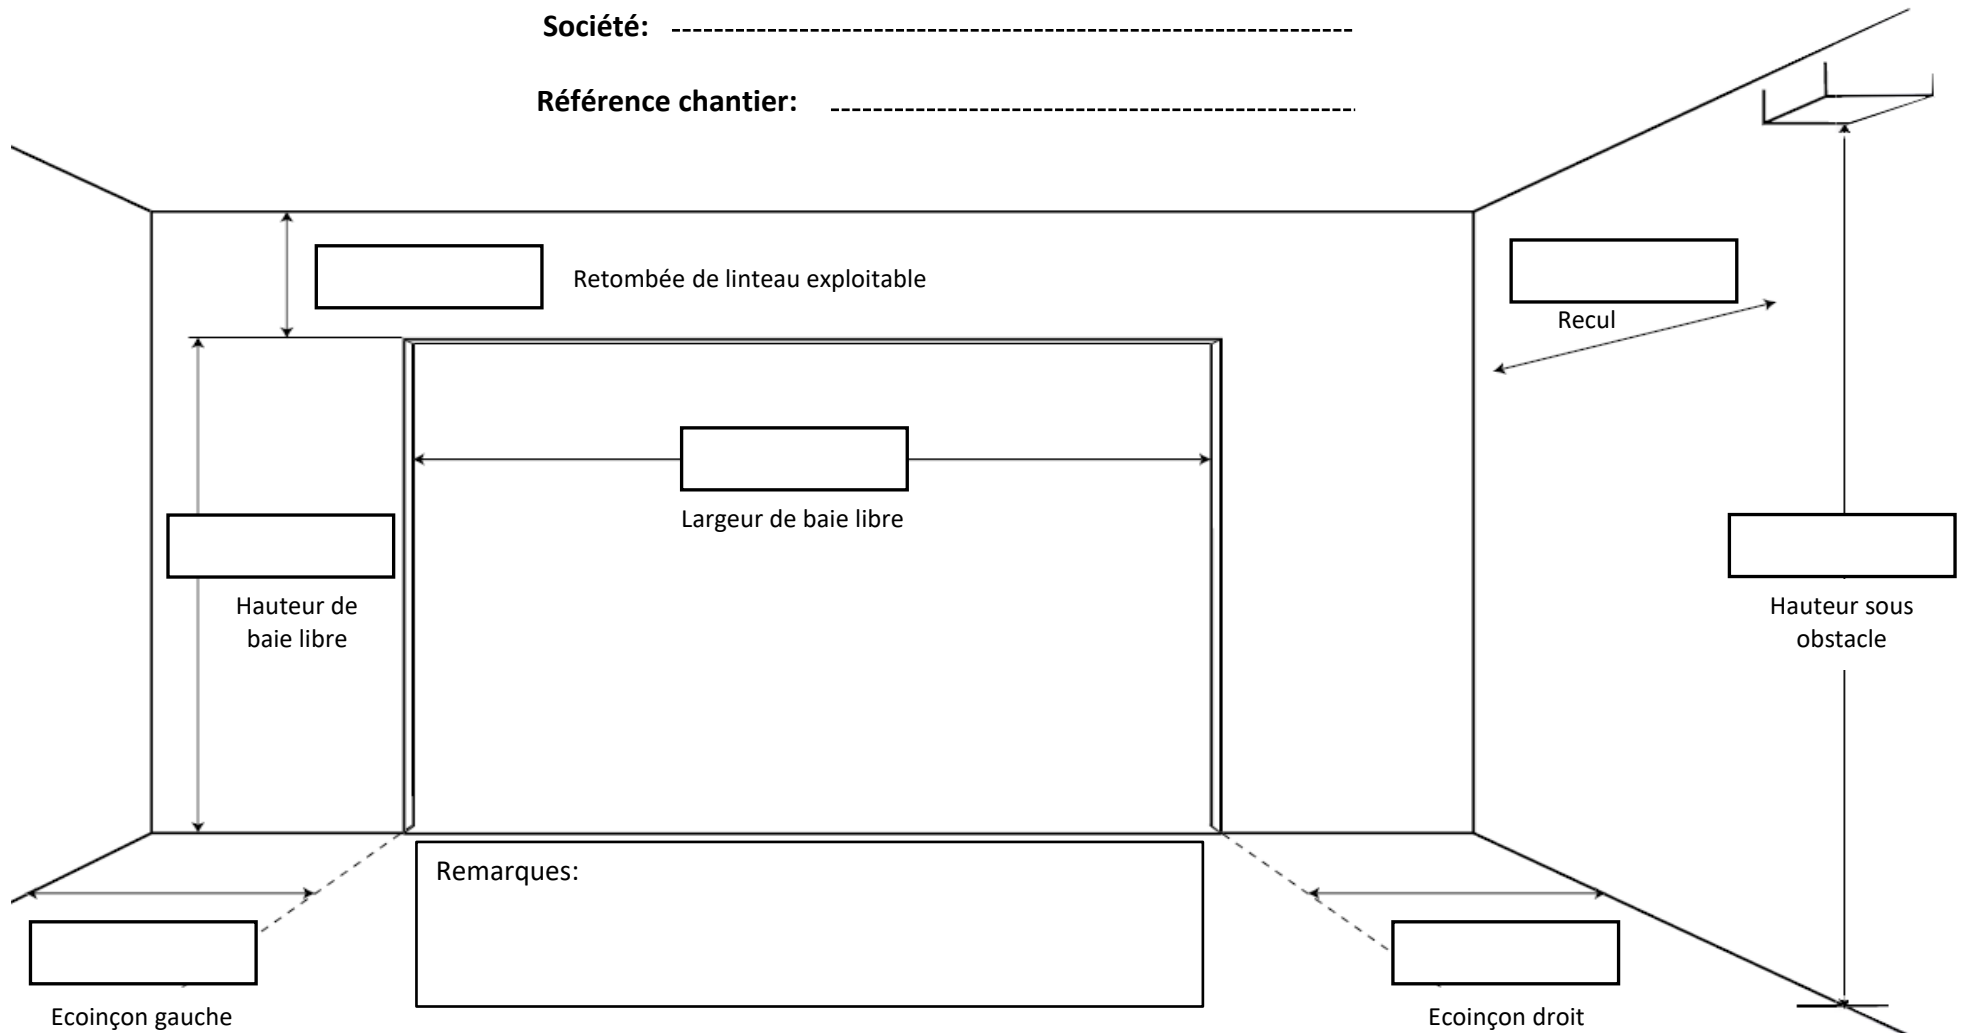 Société:
Référence chantier:
Retombée de linteau exploitable
Recul
Largeur de baie libre
Hauteur de
baie libre
Hauteur sous
obstacle
Remarques:
Ecoinçon gauche
Ecoinçon droit